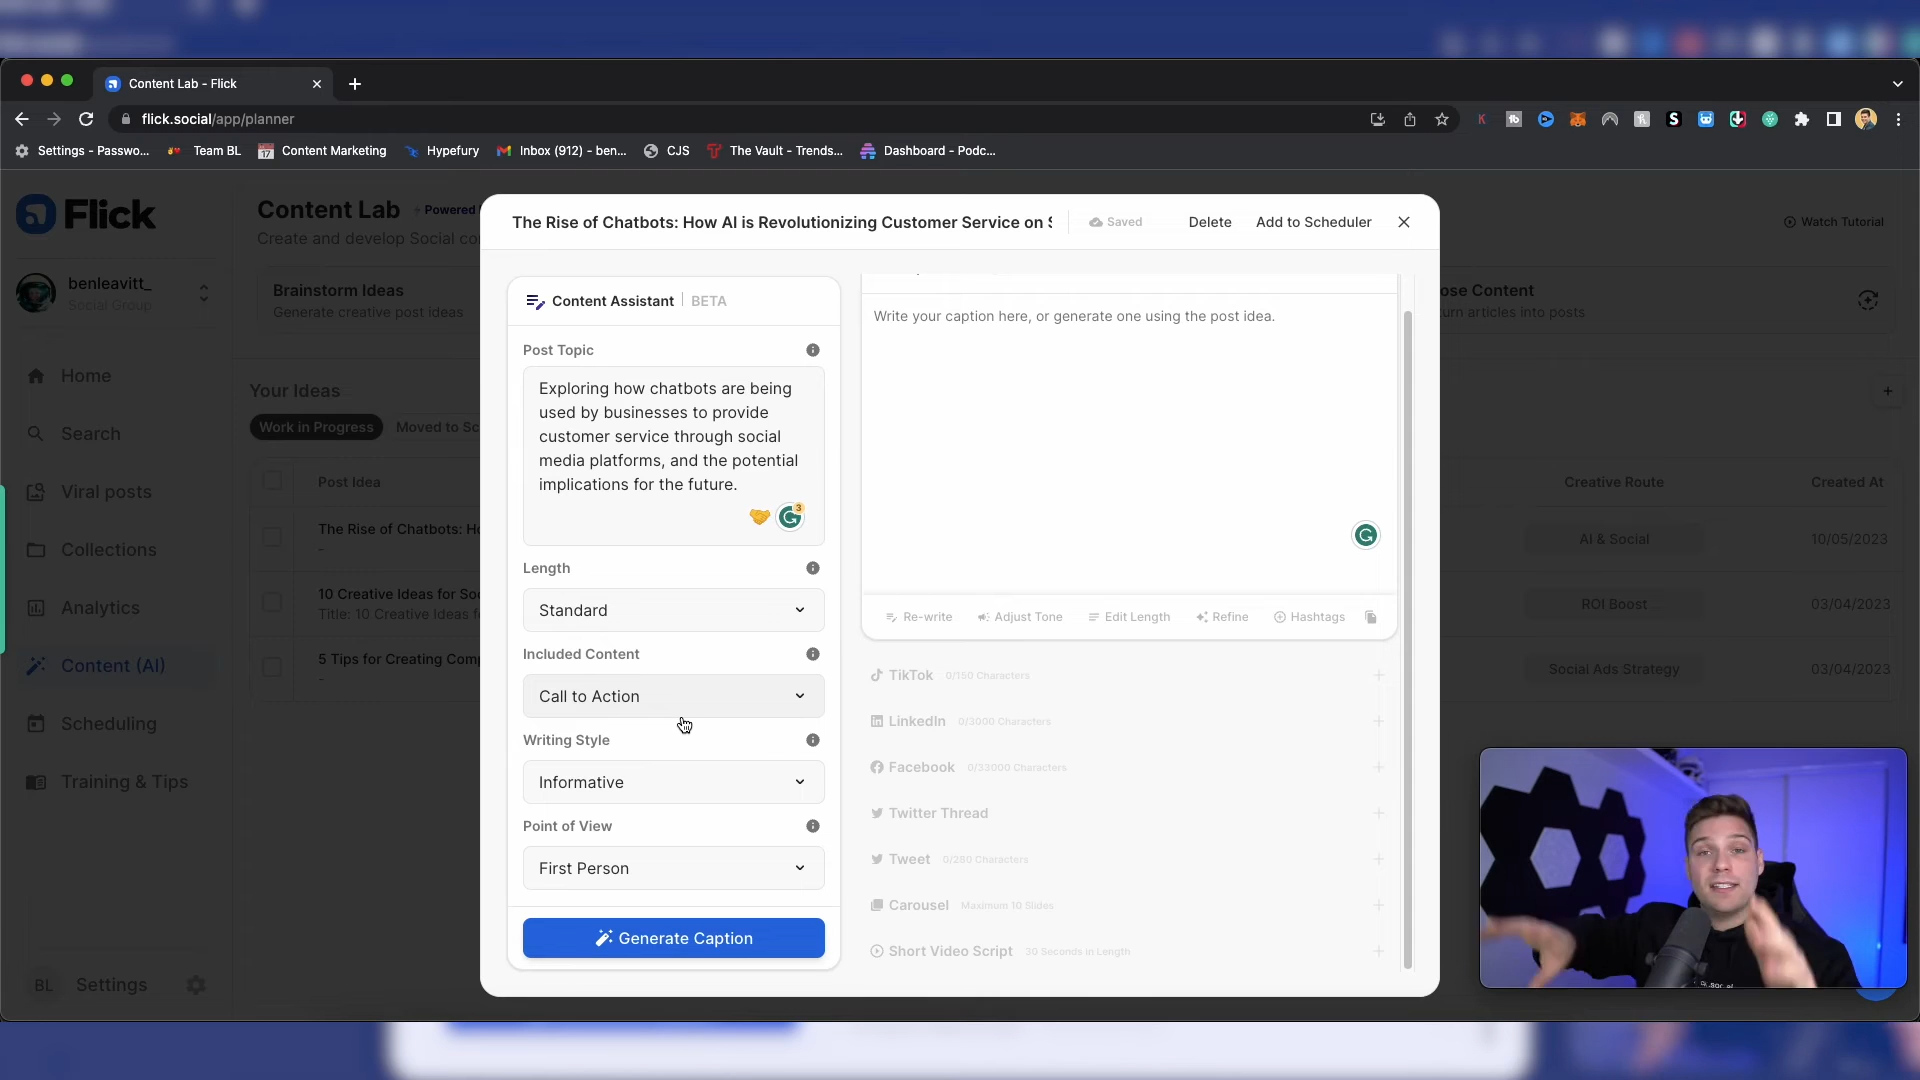 Content Lab - Flick
flick.social/app/planner
Settings - Passwo...
Team BL
17
Content Marketing
Hypefury
Inbox (912) - ben...
CJS
The Vault - Trends...
Dashboard - Podc...
Flick
Content Lab
Powered
Create and develop Social co
Watch Tutorial
benleavitt_
Social Group
Brainstorm Ideas
Generate creative post ideas
ose Content
urn articles into posts
Home
Search
Viral posts
Collections
Analytics
Content (AI)
Scheduling
Training & Tips
BL
Settings
Your Ideas
Work in Progress
Moved to Sc
Post Idea
Creative Route
Created At
The Rise of Chatbots: H
-
AI & Social
10/05/2023
10 Creative Ideas for So
Title: 10 Creative Ideas f
ROI Boost
03/04/2023
5 Tips for Creating Comp
-
Social Ads Strategy
03/04/2023
The Rise of Chatbots: How AI is Revolutionizing Customer Service on S
Saved
Delete
Add to Scheduler
Content Assistant
BETA
Post Topic
Exploring how chatbots are being
used by businesses to provide
customer service through social
media platforms, and the potential
implications for the future.
3
Length
Standard
Included Content
Call to Action
Writing Style
Informative
Point of View
First Person
Generate Caption
Write your caption here, or generate one using the post idea.
Re-write
Adjust Tone
Edit Length
Refine
Hashtags
TikTok 0/150 Characters
LinkedIn 0/3000 Characters
Facebook 0/33000 Characters
Twitter Thread
Tweet 0/280 Characters
Carousel Maximum 10 Slides
Short Video Script 30 Seconds in Length